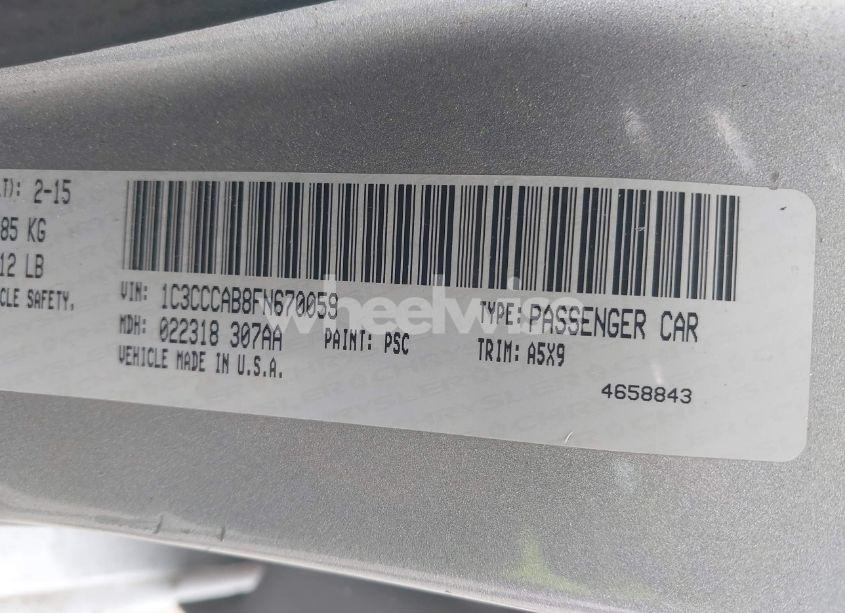 LT): 2-15
85 KG
12 LB
CLE SAFETY,
VIN: 1C3CCCAB8FN670059
TYPE: PASSENGER CAR
MDH: 022318 307AA
PAINT: PSC
TRIM: A5X9
VEHICLE MADE IN U.S.A.
4658843
wheelwise